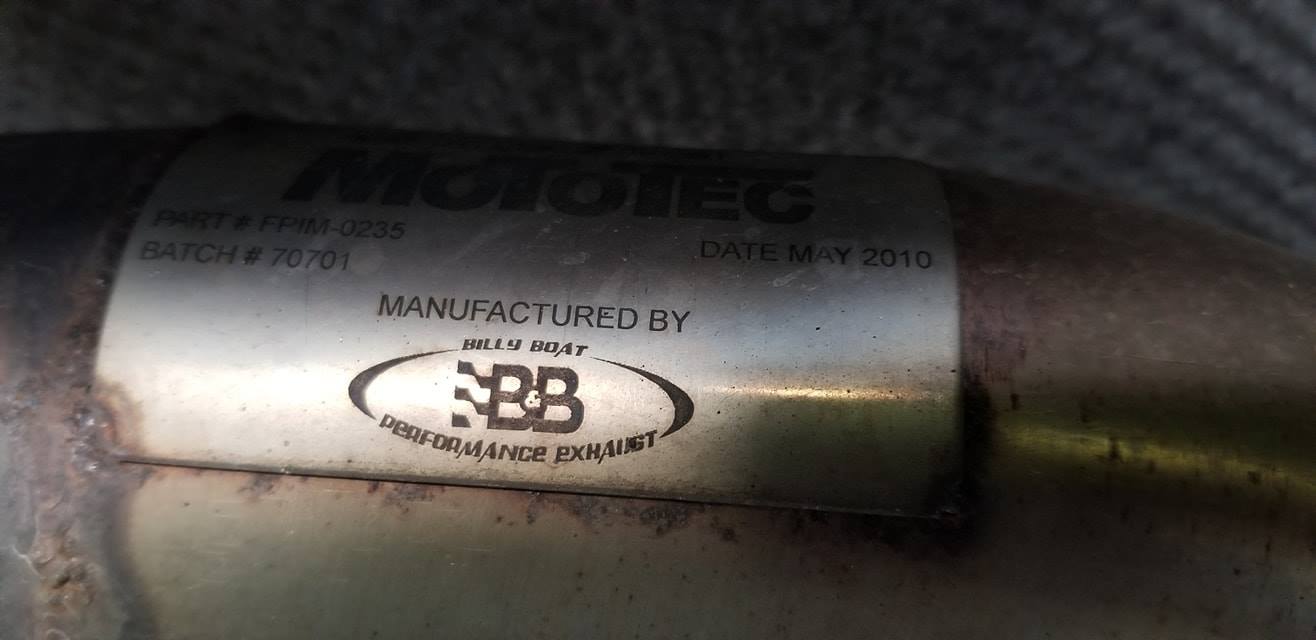 MOTOTEC
PART # FPIM-0235
BATCH # 70701
DATE MAY 2010
MANUFACTURED BY
BILLY BOAT
B&B
PERFORMANCE EXHAUST